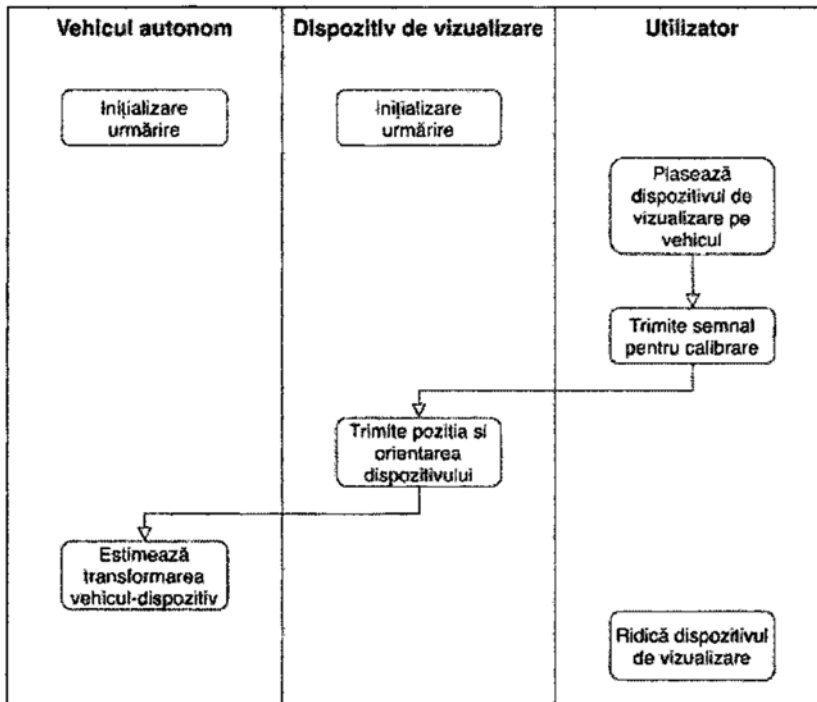 Vehicul autonom
Dispozitiv de vizualizare
Utilizator
Inițializare
urmărire
Inițializare
urmărire
Plasează
dispozitivul de
vizualizare pe
vehicul
Trimite semnal
pentru calibrare
Trimite poziția si
orientarea
dispozitivului
Estimează
transformarea
vehicul-dispozitiv
Ridică dispozitivul
de vizualizare